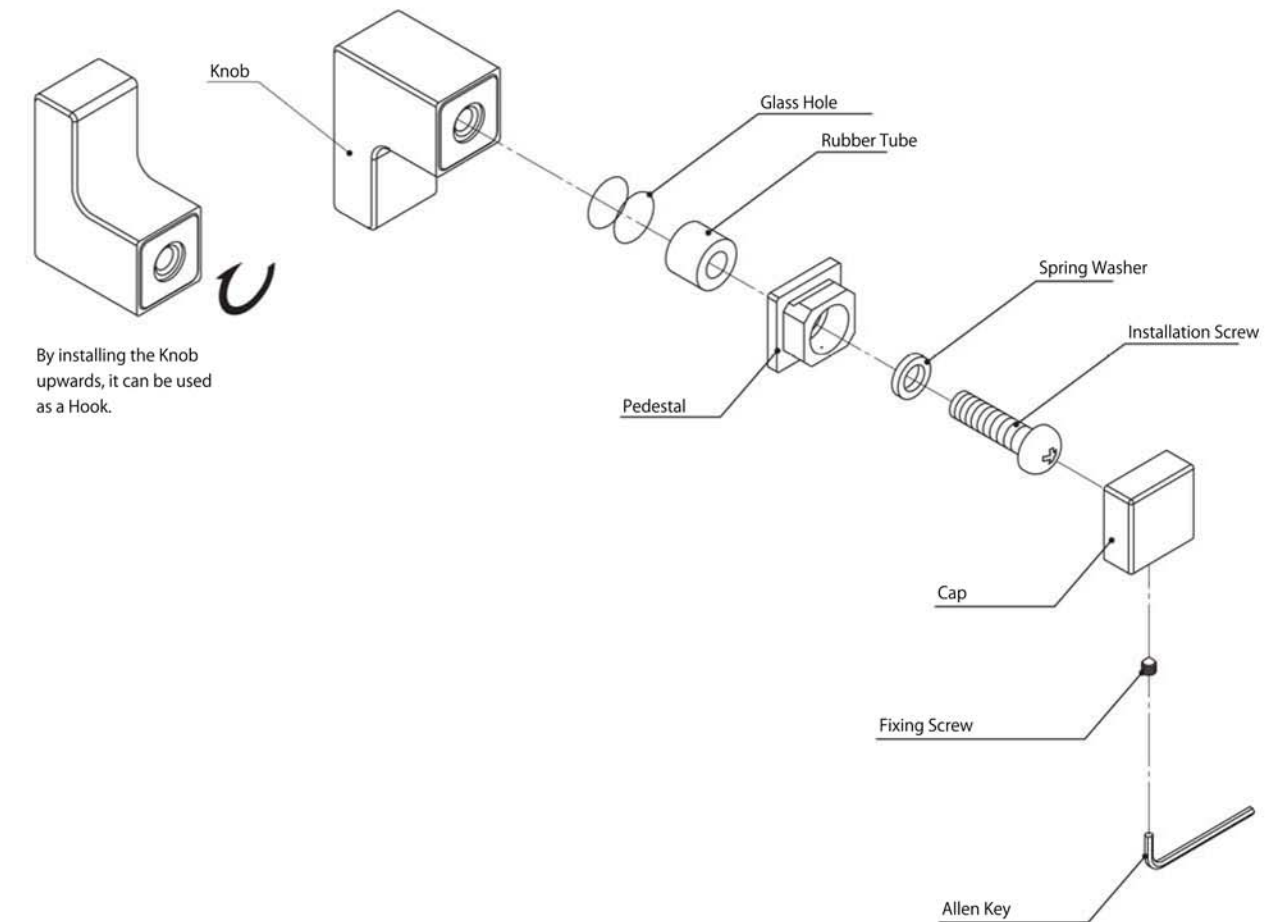 Knob
Glass Hole
Rubber Tube
Spring Washer
Installation Screw
By installing the Knob
upwards, it can be used
as a Hook.
Pedestal
Cap
Fixing Screw
Allen Key